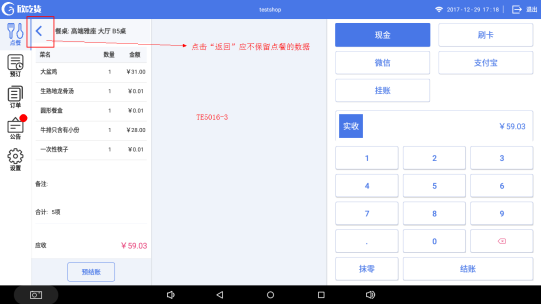 欣食货
testshop
2017-12-29 17:18
退出
点餐
预订
订单
公告
设置
餐桌: 高端雅座 大厅 05桌
菜名 数量 金额
大盆鸡 1 ￥31.00
生熟地龙骨汤 1 ￥0.01
圆形餐盒 1 ￥0.01
牛排只含有小份 1 ￥28.00
一次性筷子 1 ￥0.01
备注:
合计: 5项
应收 ￥59.03
预结账
点击“返回”应不保留点餐的数据
TE5016-3
现金 刷卡
微信 支付宝
挂账
实收 ￥59.03
1 2 3
4 5 6
7 8 9
. 0
抹零 结账